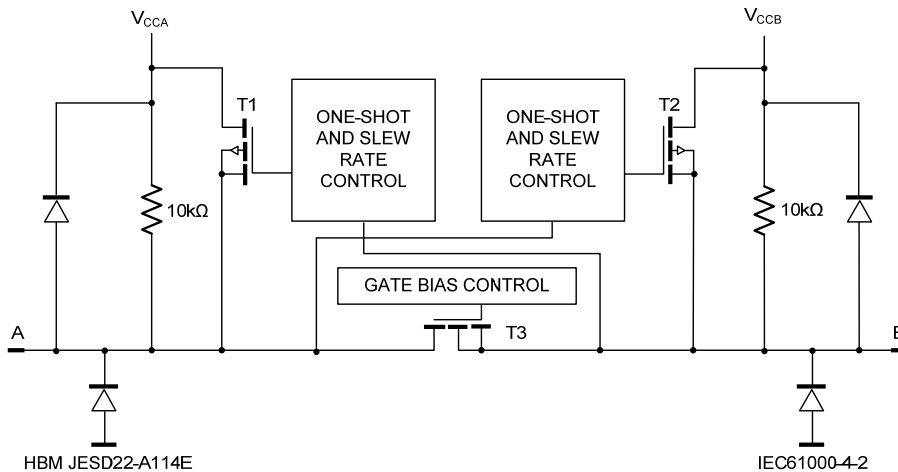 VCCA
VCCB
T1
ONE-SHOT
AND SLEW
RATE
CONTROL
ONE-SHOT
AND SLEW
RATE
CONTROL
T2
10kΩ
10kΩ
GATE BIAS CONTROL
A
T3
B
HBM JESD22-A114E
IEC61000-4-2